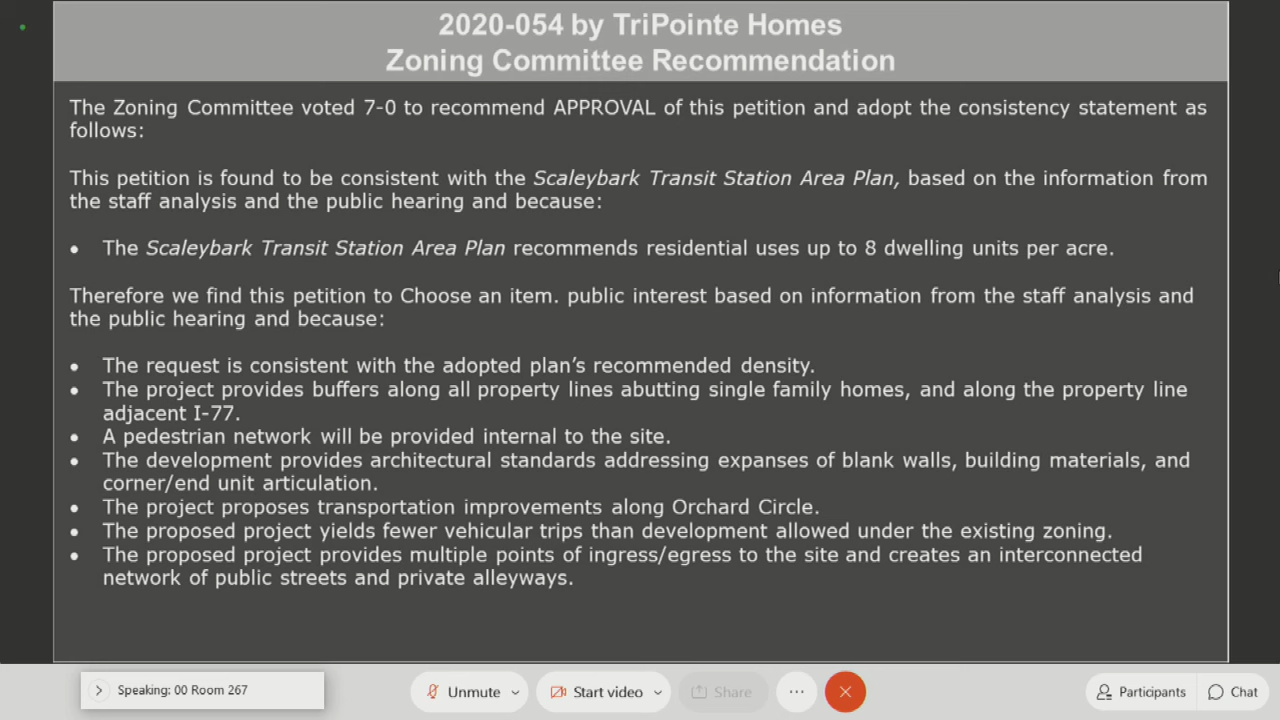 2020-054 by TriPointe Homes
Zoning Committee Recommendation
The Zoning Committee voted 7-0 to recommend APPROVAL of this petition and adopt the consistency statement as
follows:
This petition is found to be consistent with the Scaleybark Transit Station Area Plan, based on the information from
the staff analysis and the public hearing and because:
• The Scaleybark Transit Station Area Plan recommends residential uses up to 8 dwelling units per acre.
Therefore we find this petition to Choose an item. public interest based on information from the staff analysis and
the public hearing and because:
• The request is consistent with the adopted plan’s recommended density.
• The project provides buffers along all property lines abutting single family homes, and along the property line
adjacent I-77.
• A pedestrian network will be provided internal to the site.
• The development provides architectural standards addressing expanses of blank walls, building materials, and
corner/end unit articulation.
• The project proposes transportation improvements along Orchard Circle.
• The proposed project yields fewer vehicular trips than development allowed under the existing zoning.
• The proposed project provides multiple points of ingress/egress to the site and creates an interconnected
network of public streets and private alleyways.
Speaking: 00 Room 267
Unmute
Start video
Share
Participants
Chat